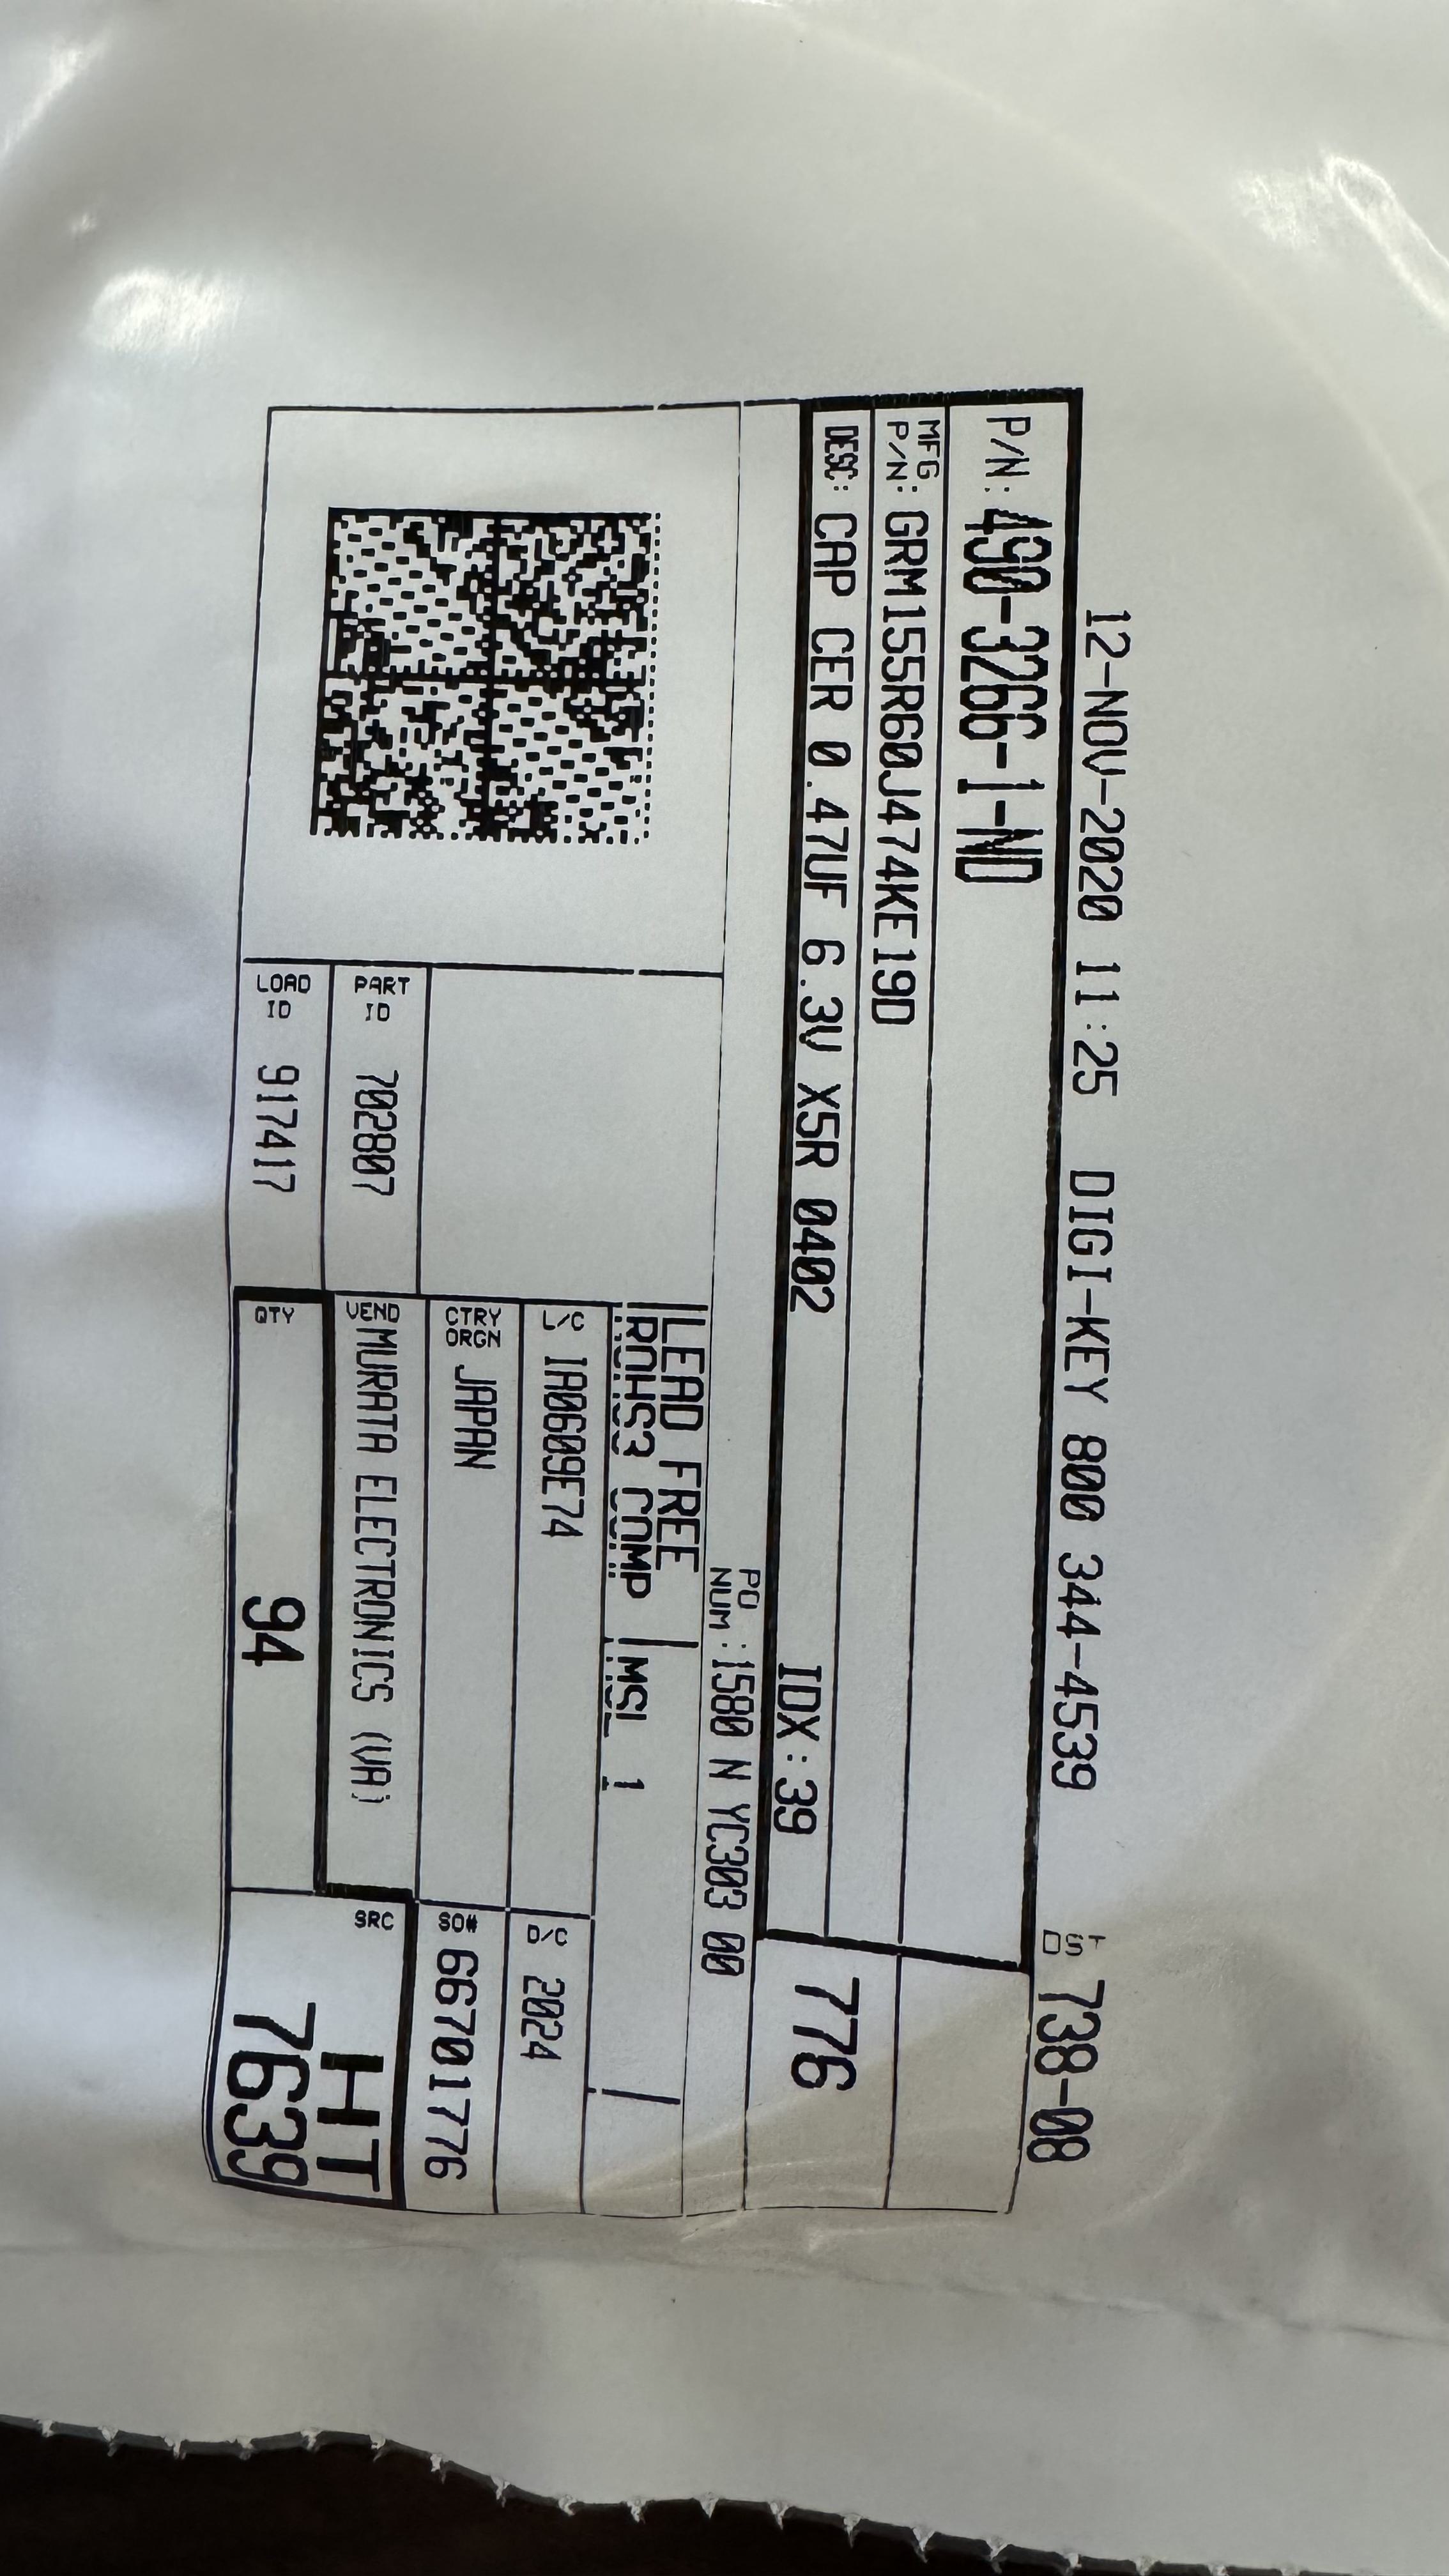 12-NOV-2020 11:25 DIGI-KEY 800 344-4539 DST 738-08
P/N: 490-3266-1-ND
MFG P/N: GRM155R60J474KE19D
DESC: CAP CER 0.47UF 6.3V X5R 0402 IDX:39 776
PO NUM :1580 N YC303 00
LEAD FREE
ROHS3 COMP MSL 1
L/C IA0609E74 D/C 2024
CTRY ORGN JAPAN SO# 66701776
PART ID 702807 VEND MURATA ELECTRONICS (VA) SRC HT
LOAD ID 917417 QTY 94 7639